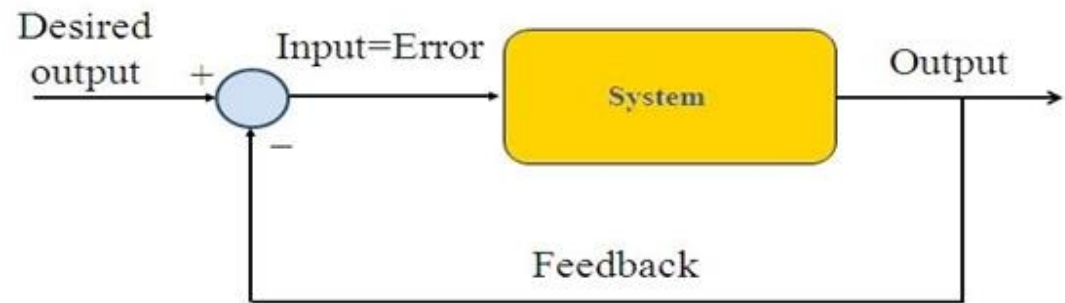 Desired
output
+
Input=Error
System
Output
−
Feedback